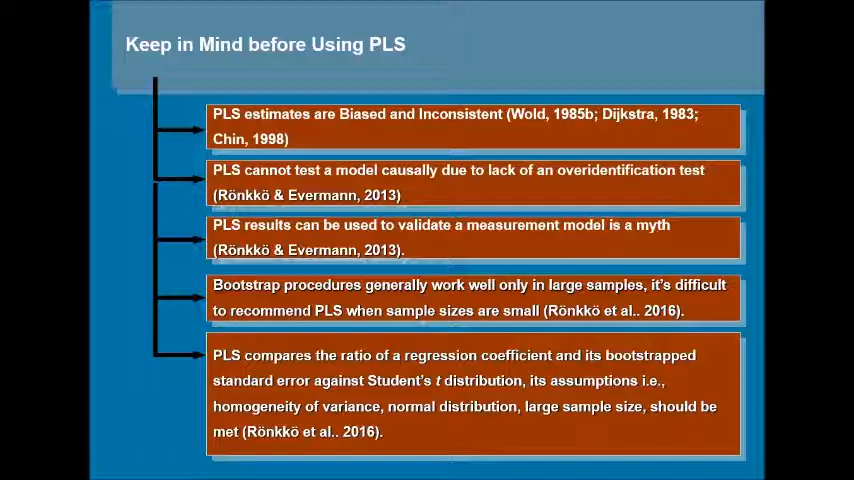 Keep in Mind before Using PLS
PLS estimates are Biased and Inconsistent (Wold, 1985b; Dijkstra, 1983;
Chin, 1998)
PLS cannot test a model causally due to lack of an overidentification test
(Rönkkö & Evermann, 2013)
PLS results can be used to validate a measurement model is a myth
(Rönkkö & Evermann, 2013).
Bootstrap procedures generally work well only in large samples, it's difficult
to recommend PLS when sample sizes are small (Rönkkö et al.. 2016).
PLS compares the ratio of a regression coefficient and its bootstrapped
standard error against Student's t distribution, its assumptions i.e.,
homogeneity of variance, normal distribution, large sample size, should be
met (Rönkkö et al.. 2016).